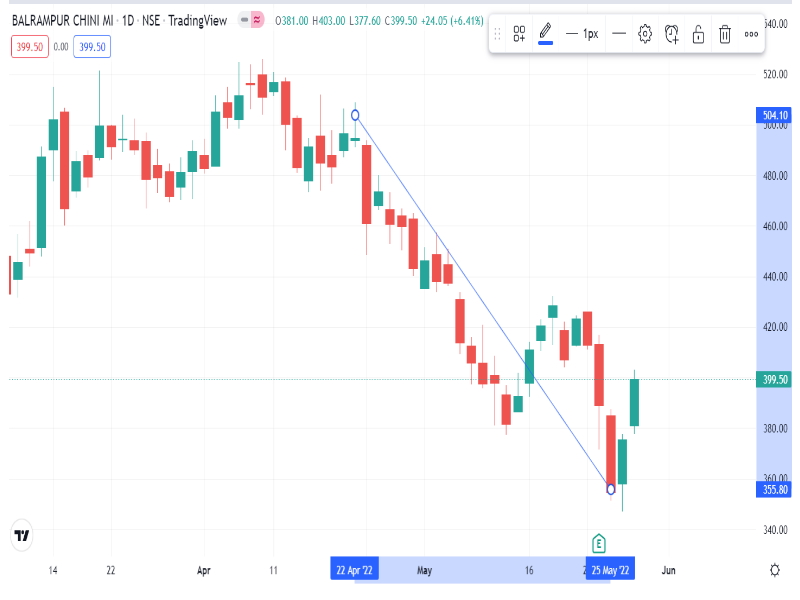 BALRAMPUR CHINI MI · 1D · NSE · TradingView O381.00 H403.00 L377.60 C399.50 +24.05 (+6.41%)
399.50 0.00 399.50
1px
540.00
520.00
504.10
500.00
480.00
460.00
440.00
420.00
399.50
380.00
360.00
355.80
340.00
E
14 22 Apr 11 22 Apr '22 May 16 25 May '22 Jun